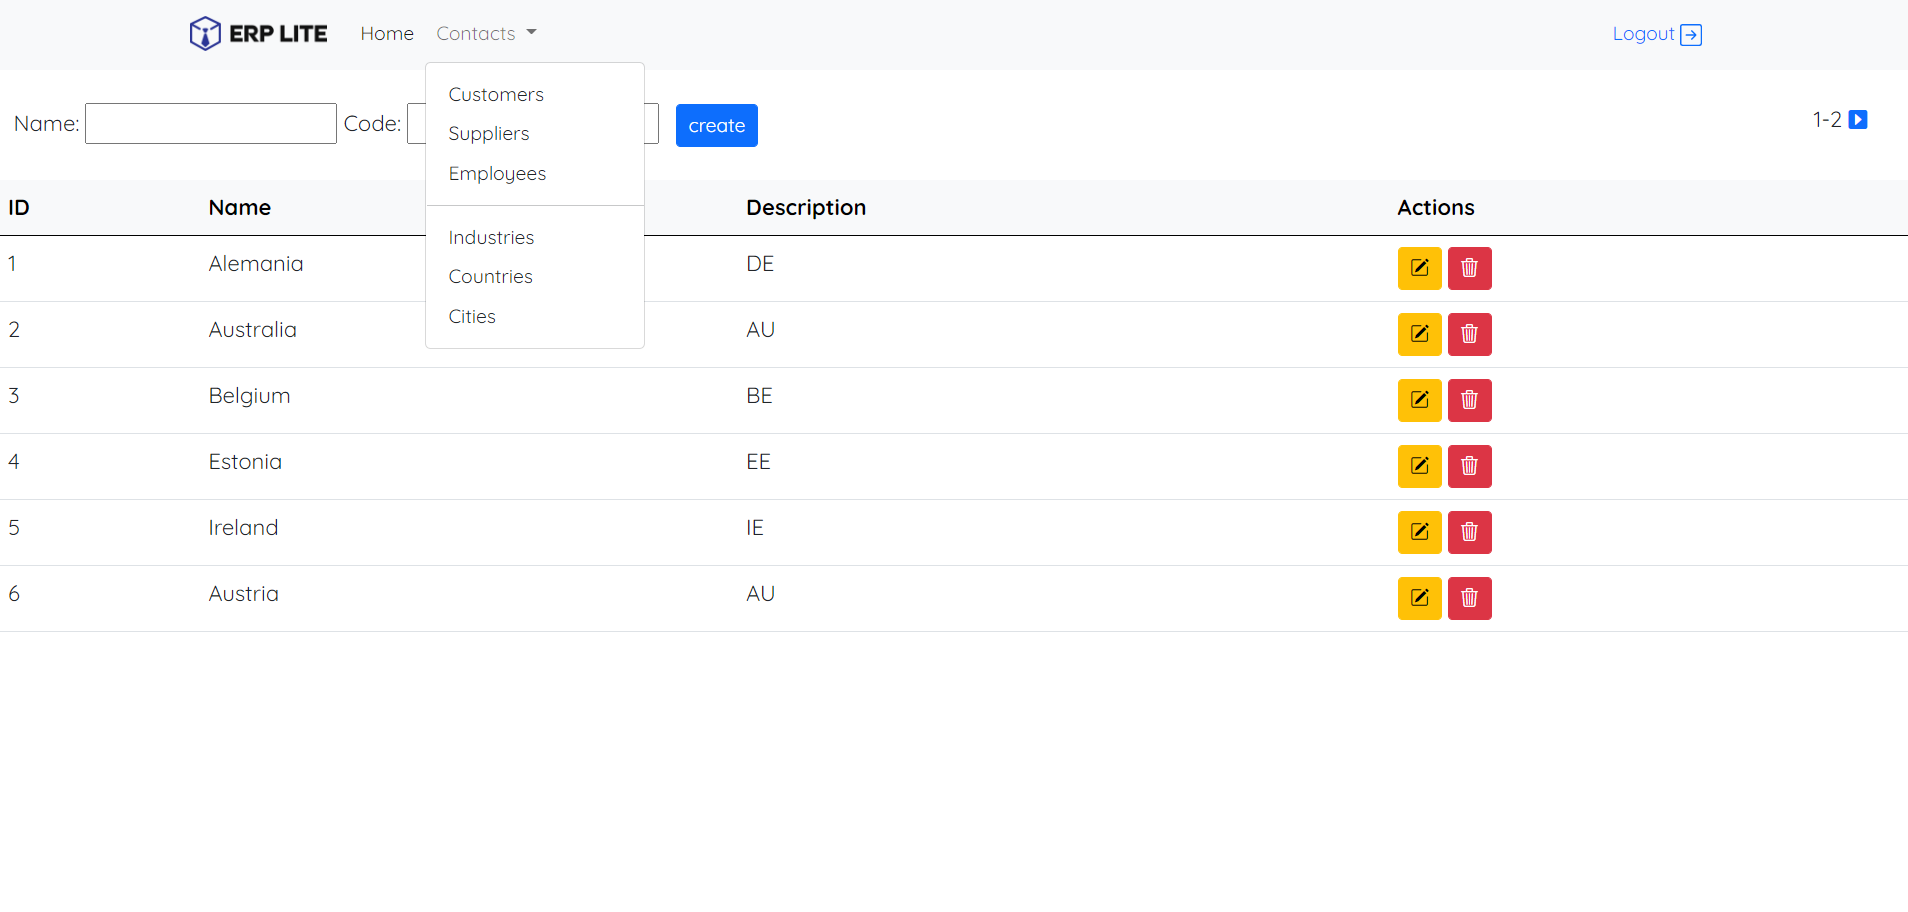 ERP LITE Home Contacts Logout
Customers
Suppliers
Employees
Industries
Countries
Cities
Name: Code: create 1-2
ID Name Description Actions
1 Alemania DE
2 Australia AU
3 Belgium BE
4 Estonia EE
5 Ireland IE
6 Austria AU